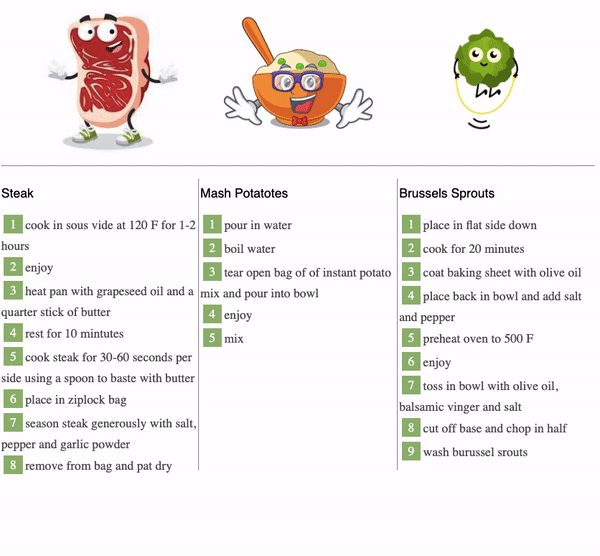 Steak
1 cook in sous vide at 120 F for 1-2
hours
2 enjoy
3 heat pan with grapeseed oil and a
quarter stick of butter
4 rest for 10 mintutes
5 cook steak for 30-60 seconds per
side using a spoon to baste with butter
6 place in ziplock bag
7 season steak generously with salt,
pepper and garlic powder
8 remove from bag and pat dry
Mash Potatotes
1 pour in water
2 boil water
3 tear open bag of of instant potato
mix and pour into bowl
4 enjoy
5 mix
Brussels Sprouts
1 place in flat side down
2 cook for 20 minutes
3 coat baking sheet with olive oil
4 place back in bowl and add salt
and pepper
5 preheat oven to 500 F
6 enjoy
7 toss in bowl with olive oil,
balsamic vinger and salt
8 cut off base and chop in half
9 wash burussel srouts